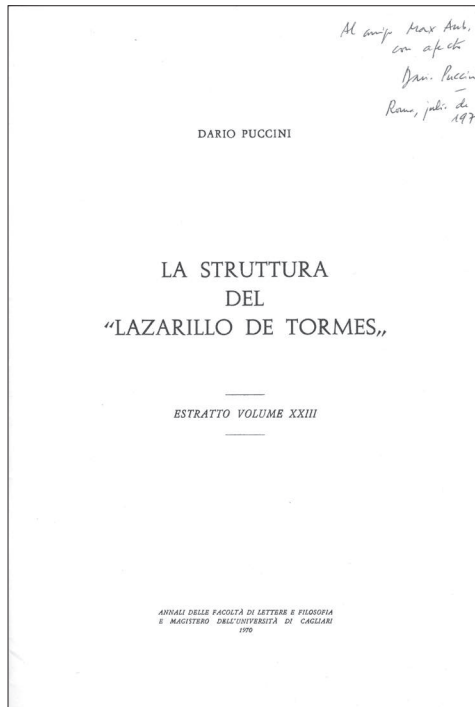 Al amigo Max Aub,
con afecto
Dario Puccini
Roma, julio de
197
DARIO PUCCINI
LA STRUTTURA
DEL
“LAZARILLO DE TORMES„
ESTRATTO VOLUME XXIII
ANNALI DELLE FACOLTÀ DI LETTERE E FILOSOFIA
E MAGISTERO DELL'UNIVERSITÀ DI CAGLIARI
1970